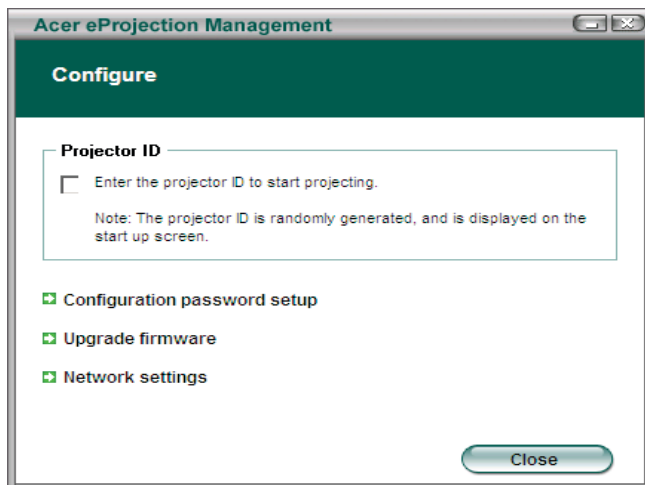 Acer eProjection Management
Configure
Projector ID
Enter the projector ID to start projecting.
Note: The projector ID is randomly generated, and is displayed on the
start up screen.
Configuration password setup
Upgrade firmware
Network settings
Close